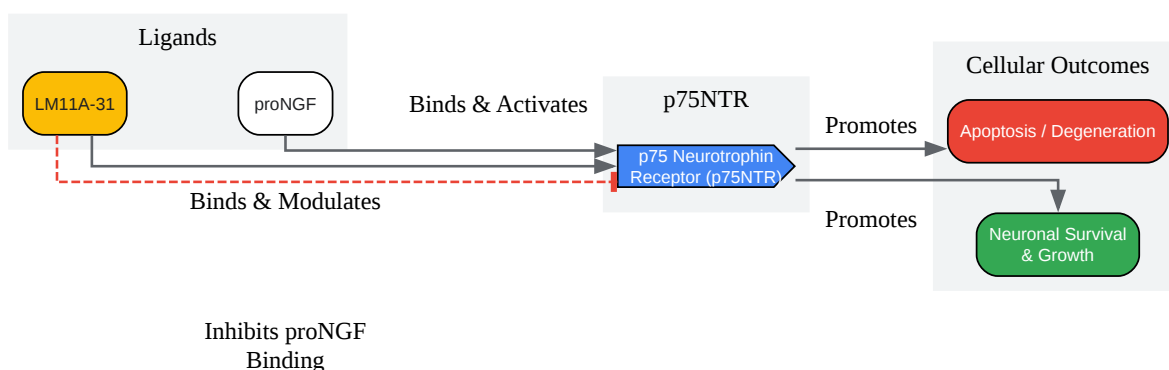 Ligands
LM11A-31
proNGF
Binds & Activates
Binds & Modulates
Inhibits proNGF
Binding
p75NTR
p75 Neurotrophin
Receptor (p75NTR)
Promotes
Promotes
Cellular Outcomes
Apoptosis / Degeneration
Neuronal Survival
& Growth